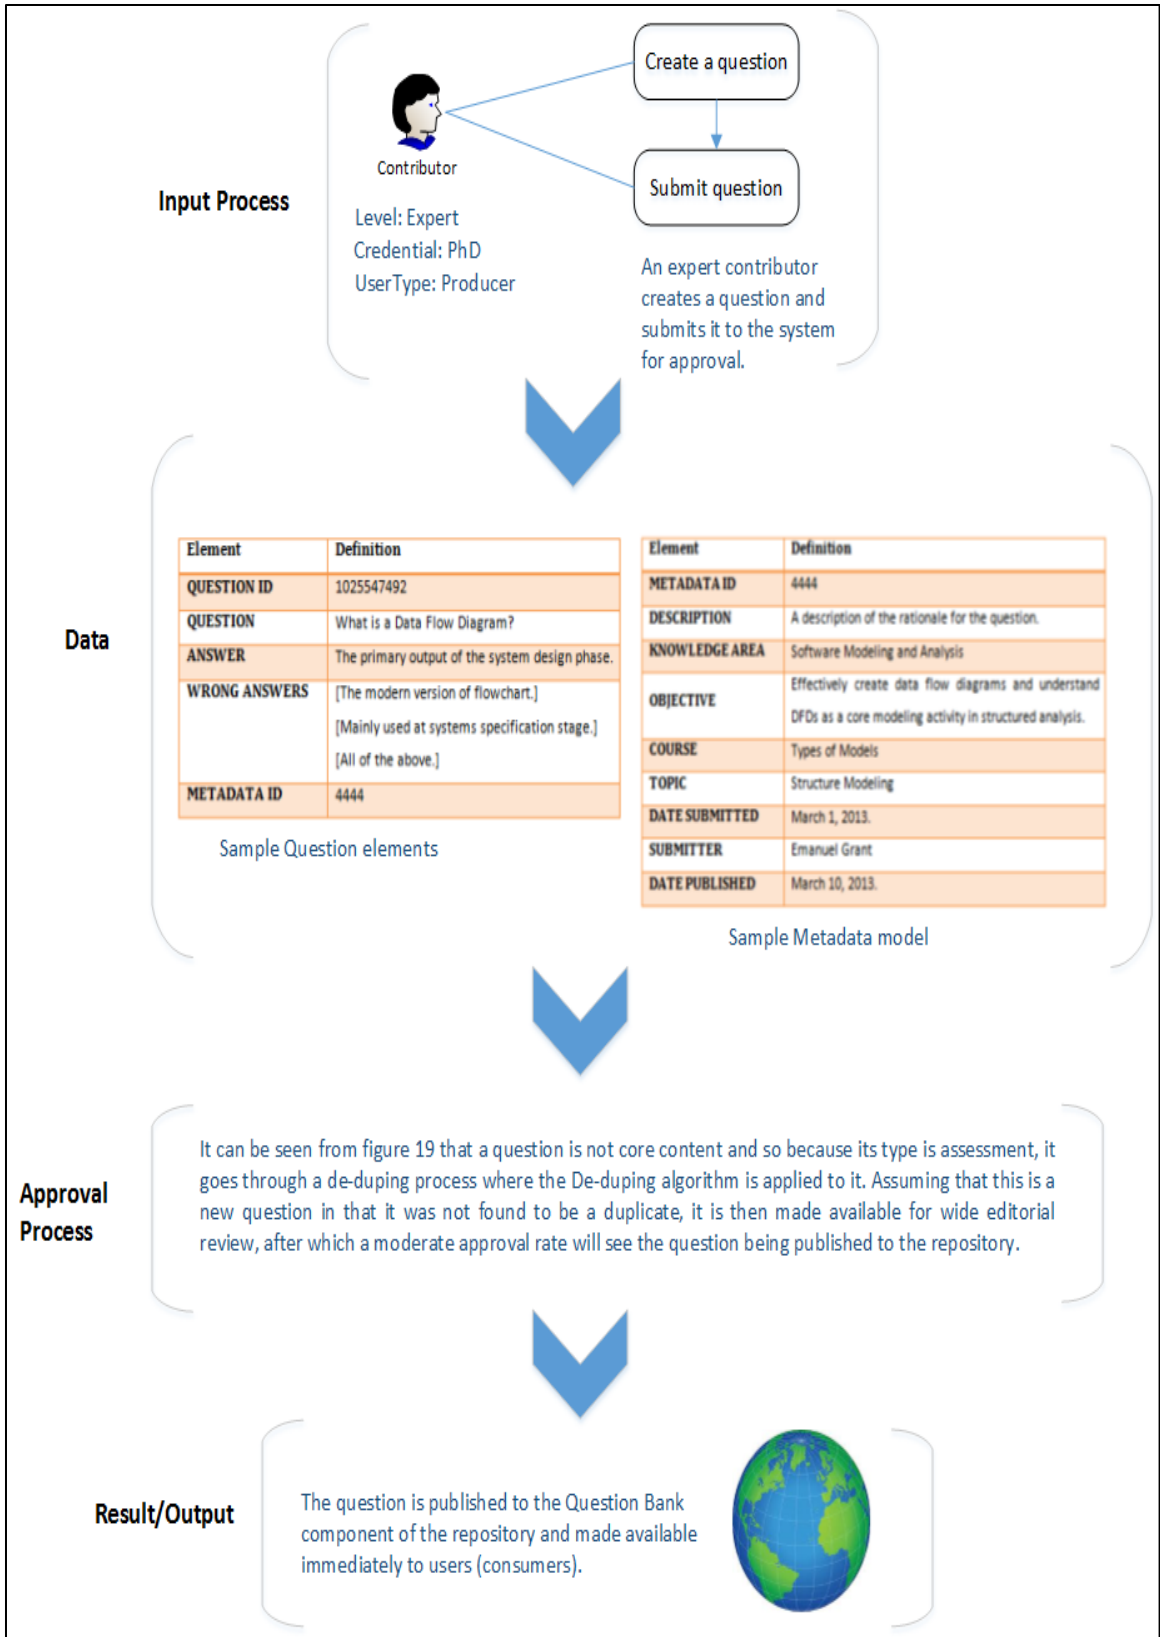 Create a question
Contributor
Submit question
Input Process
Level: Expert
Credential: PhD
UserType: Producer
An expert contributor
creates a question and
submits it to the system
for approval.
Data
Element Definition
QUESTION ID 1025547492
QUESTION What is a Data Flow Diagram?
ANSWER The primary output of the system design phase.
WRONG ANSWERS [The modern version of flowchart.]
[Mainly used at systems specification stage.]
[All of the above.]
METADATA ID 4444
Sample Question elements
Element Definition
METADATA ID 4444
DESCRIPTION A description of the rationale for the question.
KNOWLEDGE AREA Software Modeling and Analysis
OBJECTIVE Effectively create data flow diagrams and understand
DFDs as a core modeling activity in structured analysis.
COURSE Types of Models
TOPIC Structure Modeling
DATE SUBMITTED March 1, 2013.
SUBMITTER Emanuel Grant
DATE PUBLISHED March 10, 2013.
Sample Metadata model
Approval
Process
It can be seen from figure 19 that a question is not core content and so because its type is assessment, it
goes through a de-duping process where the De-duping algorithm is applied to it. Assuming that this is a
new question in that it was not found to be a duplicate, it is then made available for wide editorial
review, after which a moderate approval rate will see the question being published to the repository.
Result/Output
The question is published to the Question Bank
component of the repository and made available
immediately to users (consumers).